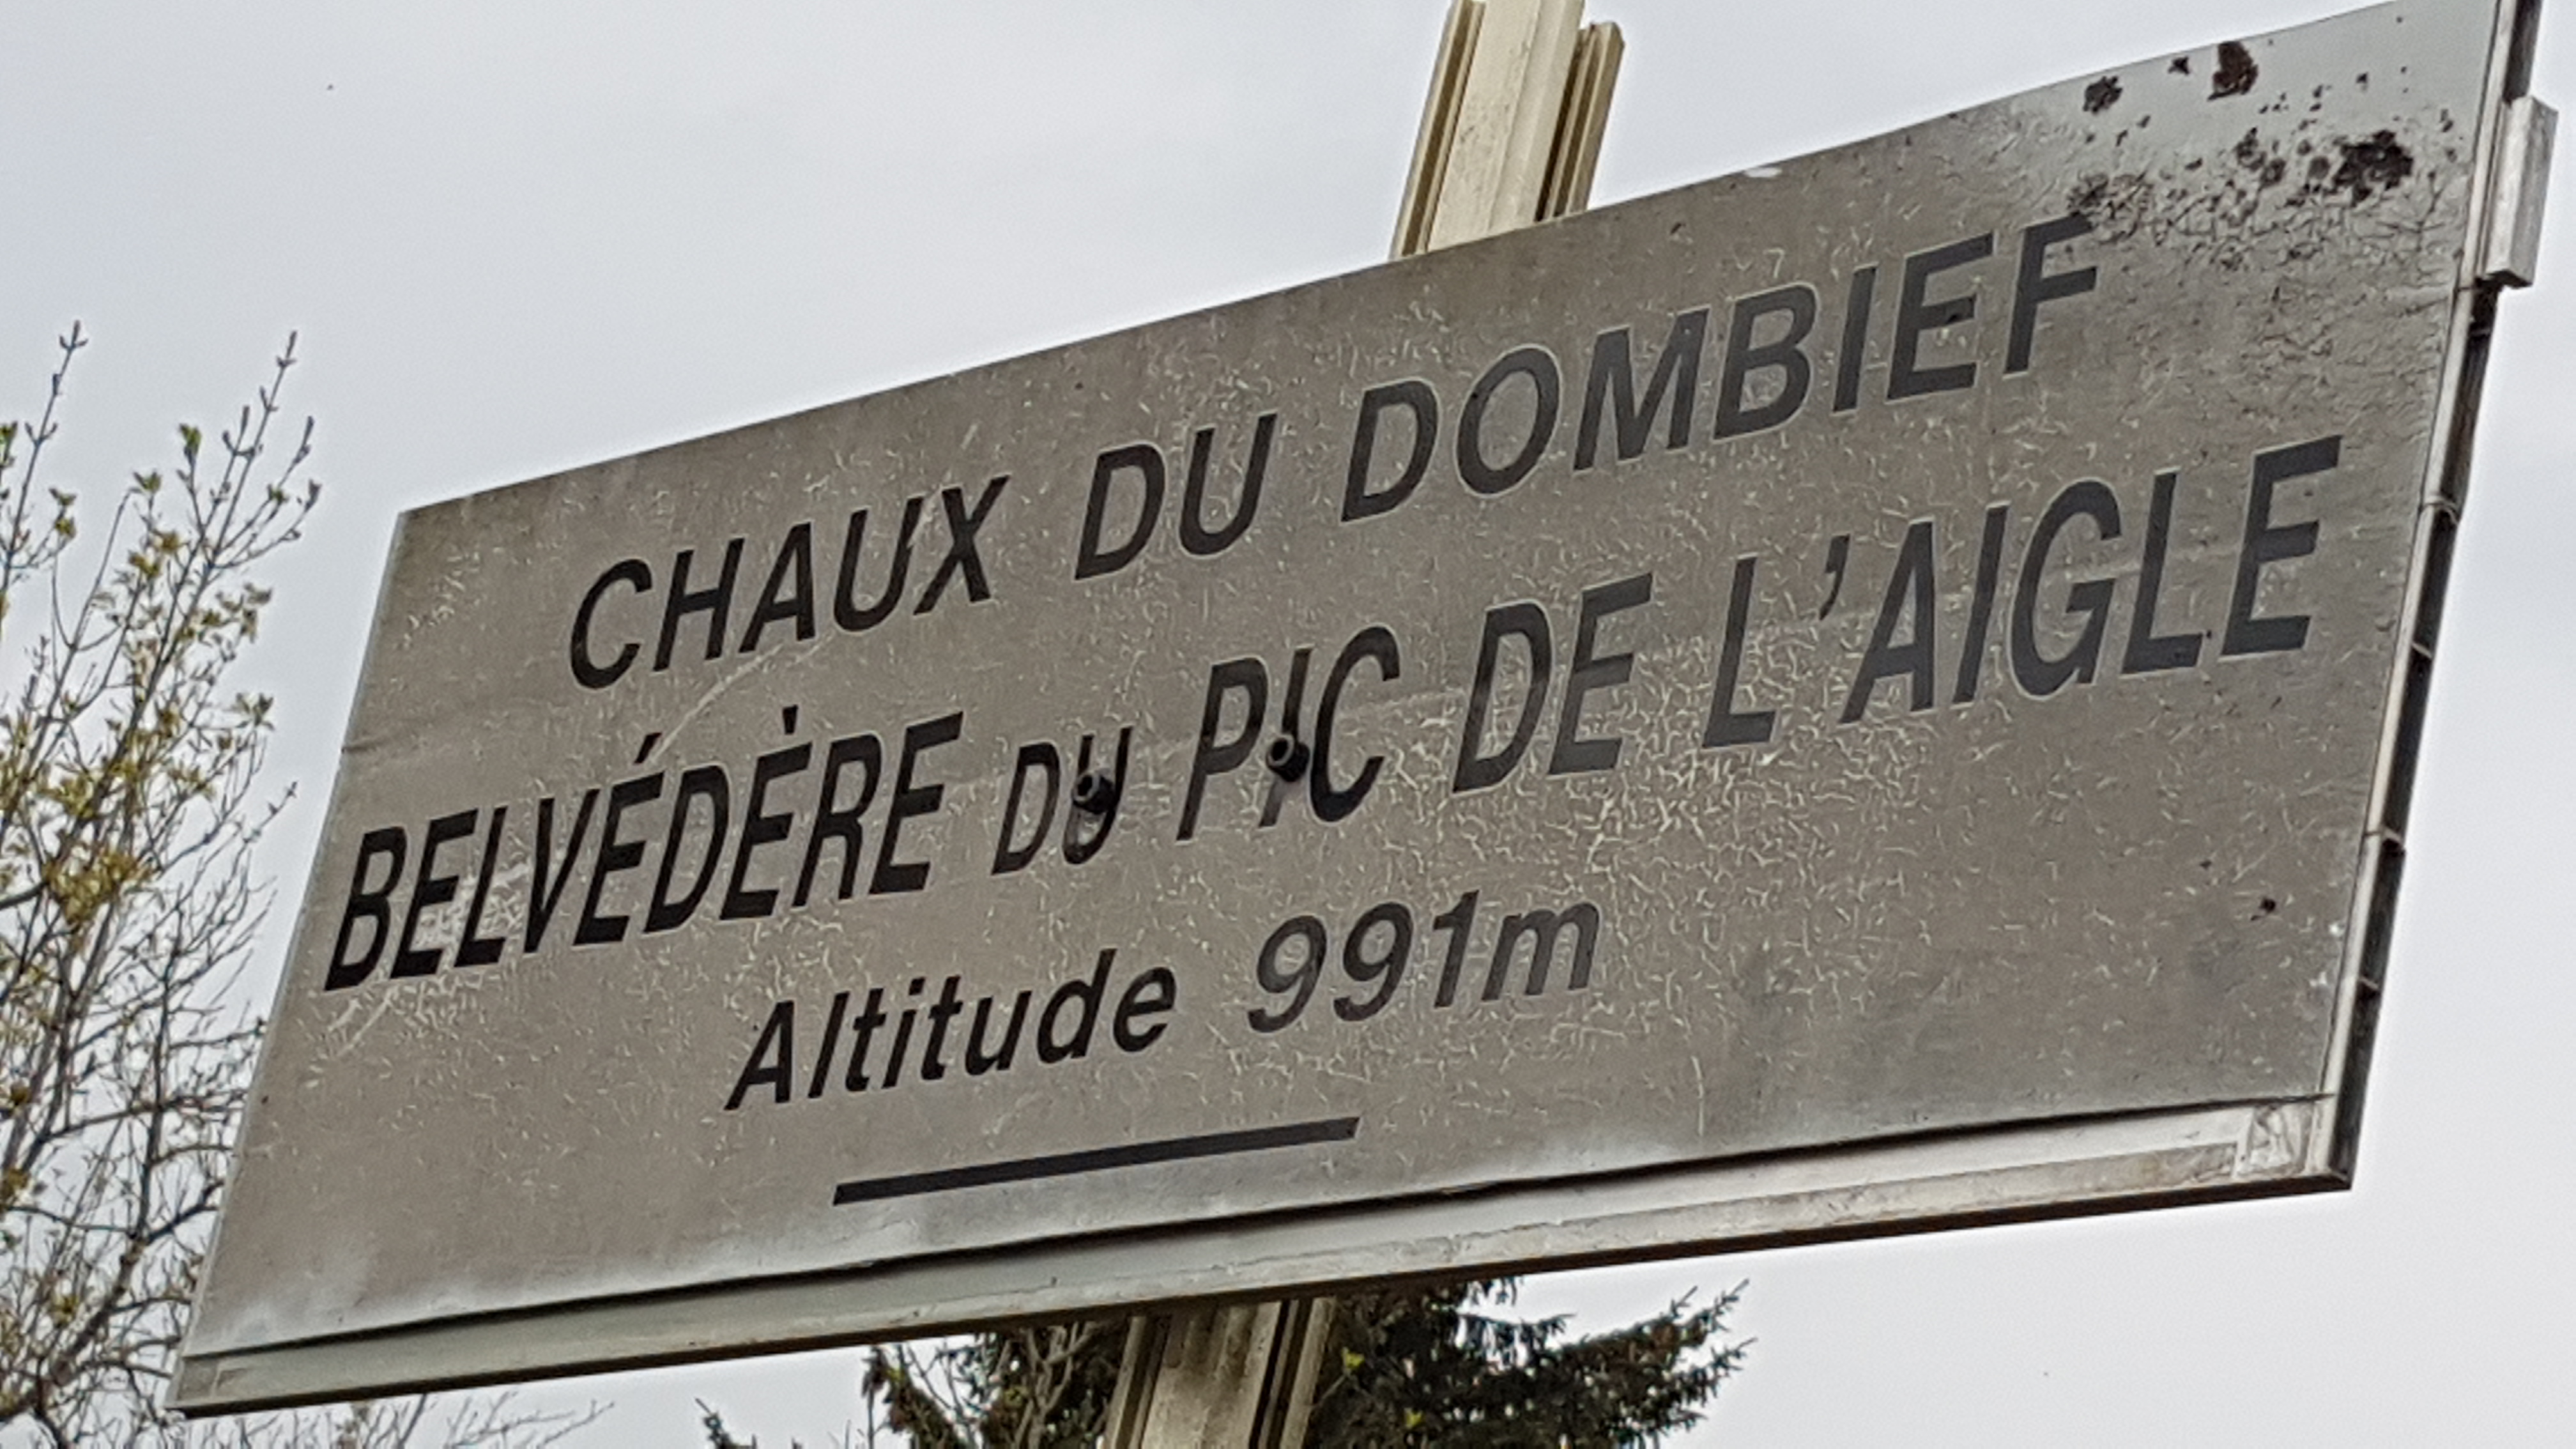 CHAUX DU DOMBIEF
BELVÉDÈRE DU PIC DE L'AIGLE
Altitude 991m